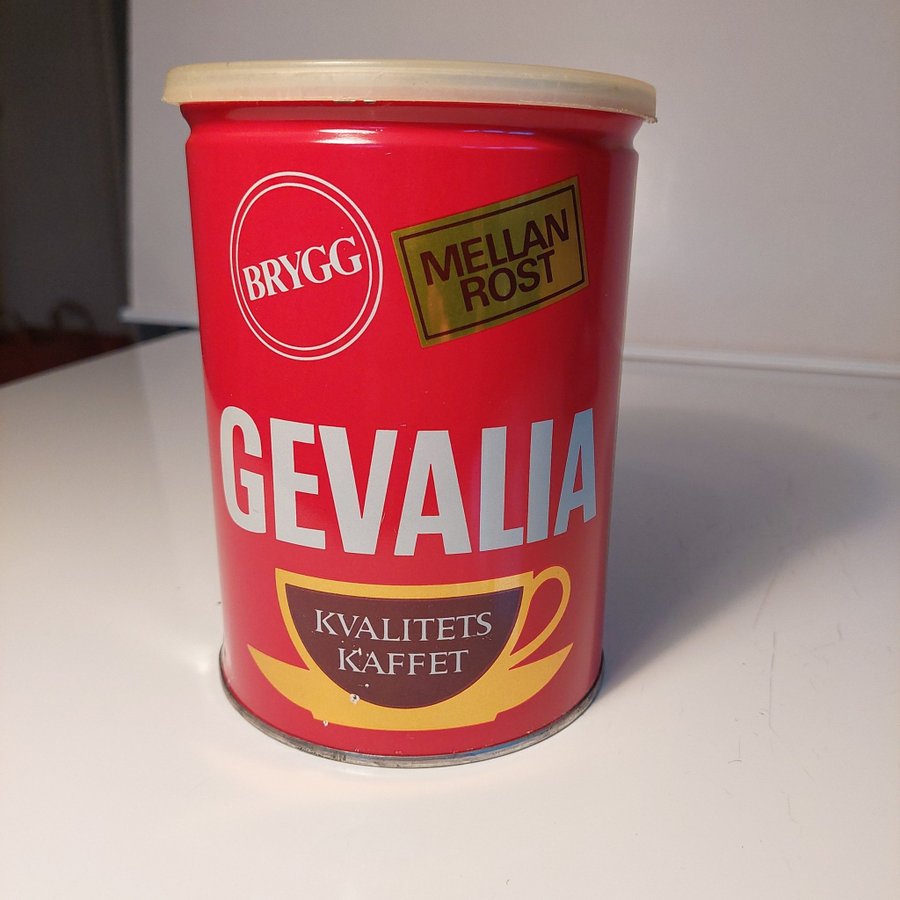 BRYGG
MELLAN
ROST
GEVALIA
KVALITETS
KAFFET